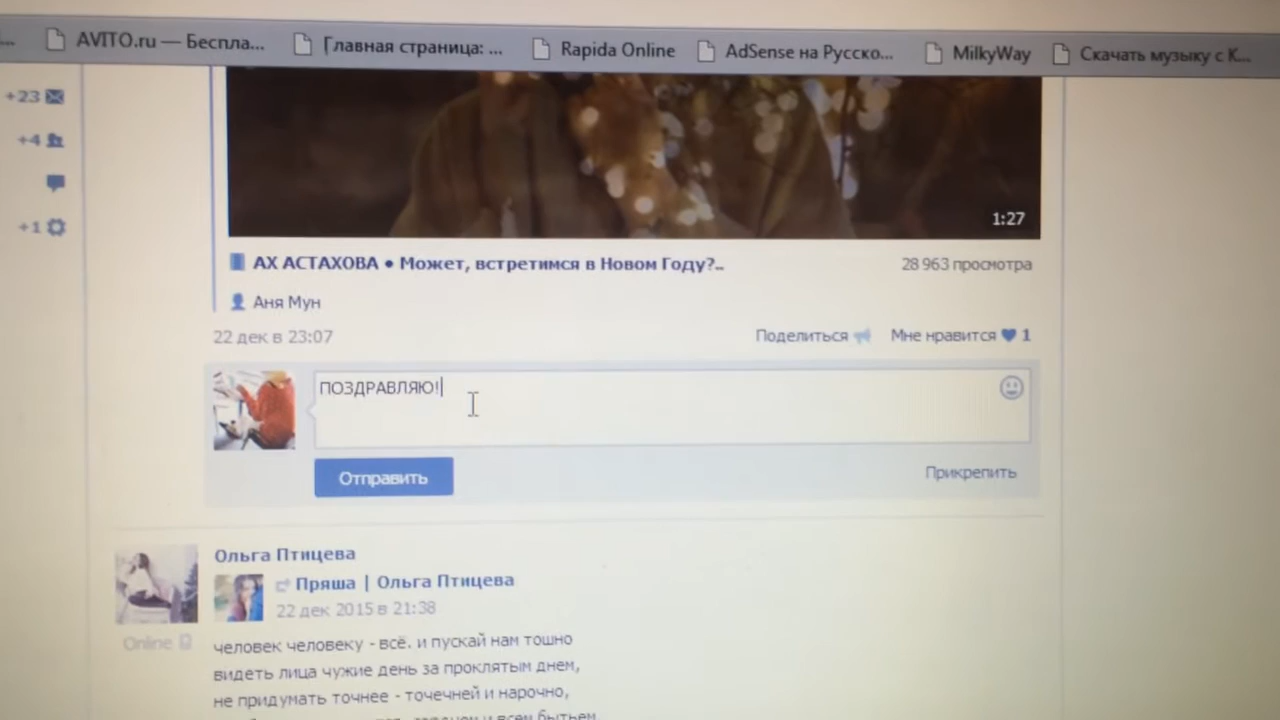 AVITO.ru — Беспла...
Главная страница: ...
Rapida Online
AdSense на Русско...
MilkyWay
Скачать музыку с К...
+23
+4
+1
1:27
АХ АСТАХОВА ● Может, встретимся в Новом Году?..
28 963 просмотра
Аня Мун
22 дек в 23:07
Поделиться
Мне нравится 1
ПОЗДРАВЛЯЮ!
Отправить
Прикрепить
Ольга Птицева
Пряша | Ольга Птицева
22 дек 2015 в 21:38
Online
человек человеку - всё. и пускай нам тошно
видеть лица чужие день за проклятым днем,
не придумать точнее - точечней и нарочно,